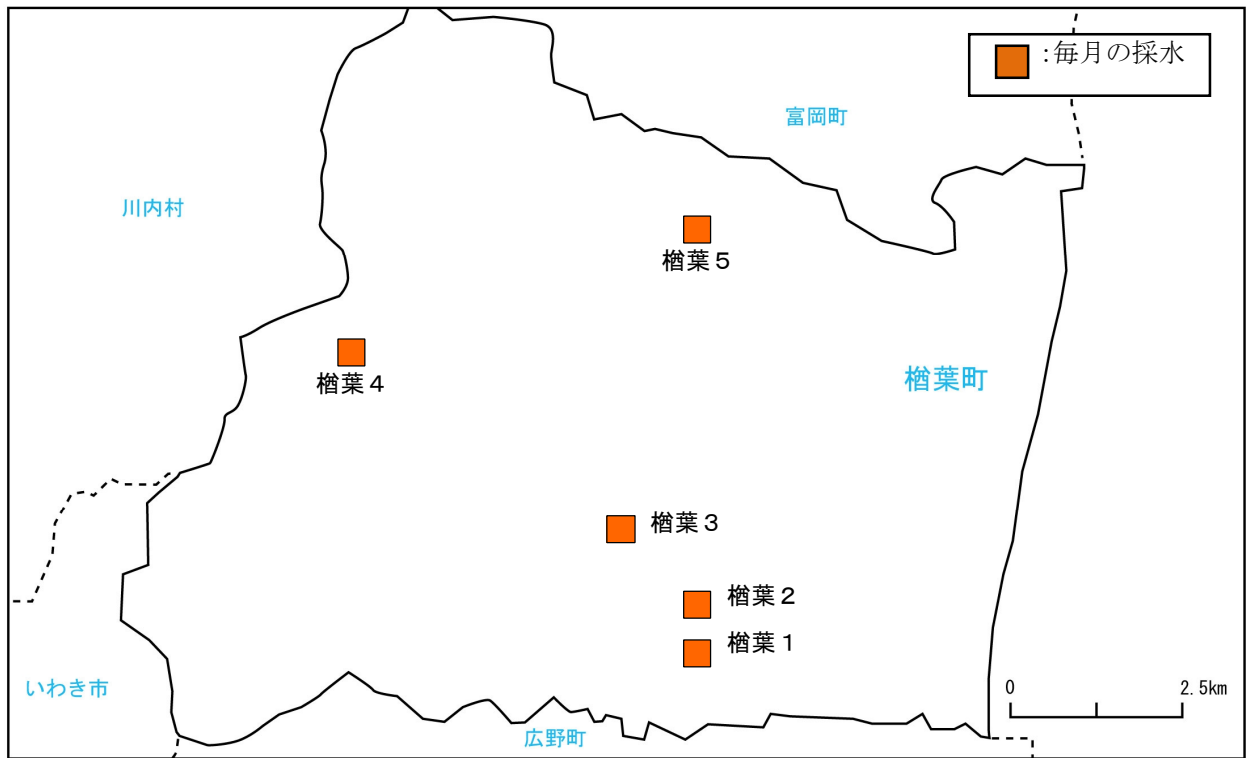 :毎月の採水
富岡町
川内村
楢葉５
楢葉町
楢葉４
楢葉３
楢葉２
楢葉１
いわき市
0 2.5km
広野町